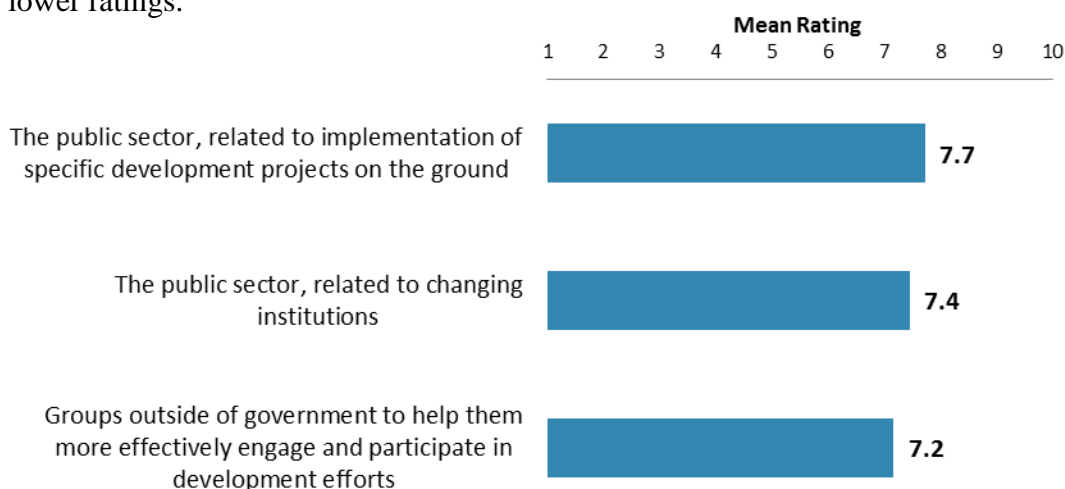 lower ratings.
Mean Rating
1 2 3 4 5 6 7 8 9 10
The public sector, related to implementation of
specific development projects on the ground
7.7
The public sector, related to changing
institutions
7.4
Groups outside of government to help them
more effectively engage and participate in
development efforts
7.2